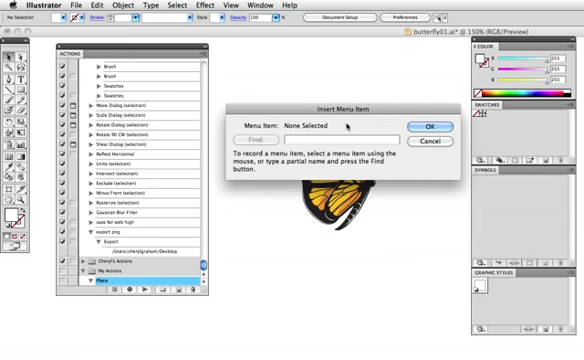 Illustrator File Edit Object Type Select Effect View Window Help
No Selection Stroke: Style: Opacity: 100 % Document Setup Preferences
butterfly01.ai* @ 150% (RGB/Preview)
ACTIONS
Brush
Brush
Swatches
Swatches
Move Dialog (selection)
Scale Dialog (selection)
Rotate Dialog (selection)
Rotate 90 CW (selection)
Shear Dialog (selection)
Reflect Horizontal
Unite (selection)
Intersect (selection)
Exclude (selection)
Minus Front (selection)
Rasterize (selection)
Gaussian Blur Filter
save for web high
export png
Export
/Users/cherylgraham/Desktop
Cheryl's Actions
My Actions
Place
Insert Menu Item
Menu Item: None Selected
OK
Find:
Cancel
To record a menu item, select a menu item using the
mouse, or type a partial name and press the Find
button.
COLOR
R 255
G 255
B 255
SWATCHES
SYMBOLS
GRAPHIC STYLES